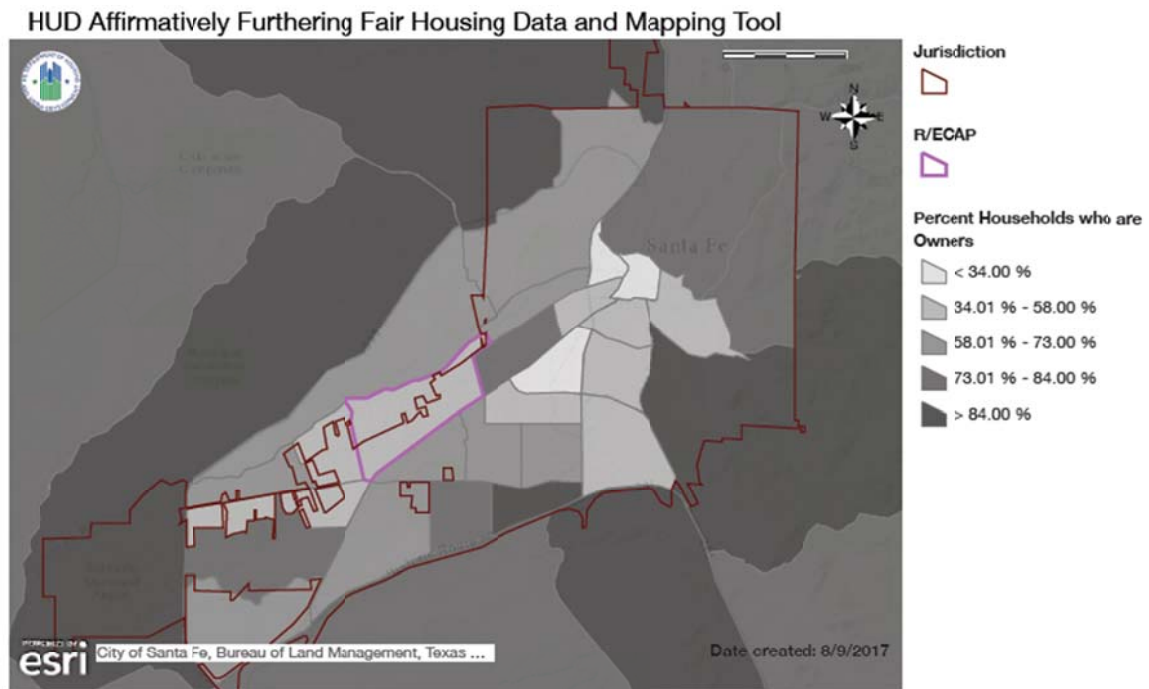 HUD Affirmatively Furthering Fair Housing Data and Mapping Tool
Jurisdiction
N
W E
S
R/ECAP
Percent Households who are
Owners
< 34.00 %
34.01 % - 58.00 %
58.01 % - 73.00 %
73.01 % - 84.00 %
> 84.00 %
Santa Fe
POWERED BY
esri
City of Santa Fe, Bureau of Land Management, Texas ...
Date created: 8/9/2017